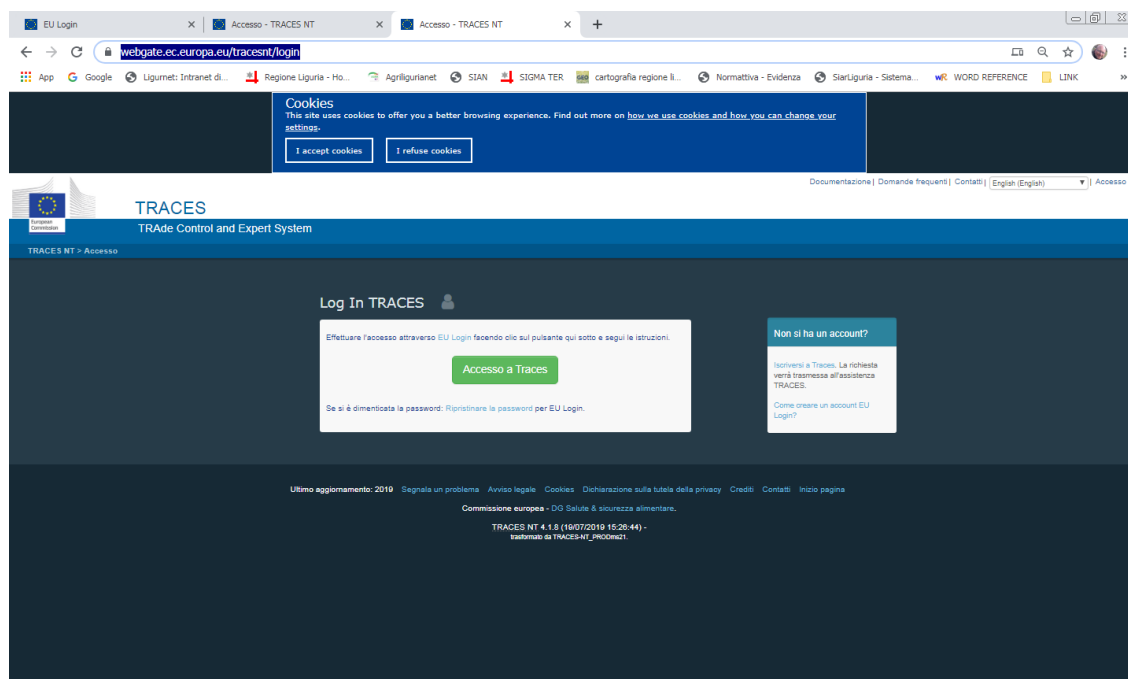 EU Login
Accesso - TRACES NT
Accesso - TRACES NT
webgate.ec.europa.eu/tracesnt/login
App Google Ligurnet: Intranet di... Regione Liguria - Ho... Agriligurianet SIAN SIGMA TER GEO cartografia regione li... Normattiva - Evidenza SiarLiguria - Sistema... wR WORD REFERENCE LINK »
Cookies
This site uses cookies to offer you a better browsing experience. Find out more on how we use cookies and how you can change your
settings.
I accept cookies I refuse cookies
Documentazione | Domande frequenti | Contatti | English (English) | Accesso
European
Commission
TRACES
TRAde Control and Expert System
TRACES NT > Accesso
Log In TRACES
Effettuare l'accesso attraverso EU Login facendo clic sul pulsante qui sotto e segui le istruzioni.
Accesso a Traces
Se si è dimenticata la password: Ripristinare la password per EU Login.
Non si ha un account?
Iscriversi a Traces. La richiesta
verrà trasmessa all'assistenza
TRACES.
Come creare un account EU
Login?
Ultimo aggiornamento: 2019 Segnala un problema Avviso legale Cookies Dichiarazione sulla tutela della privacy Crediti Contatti Inizio pagina
Commissione europea - DG Salute & sicurezza alimentare.
TRACES NT 4.1.8 (19/07/2019 15:26:44) -
trasformato da TRACES-NT_PRODms21.